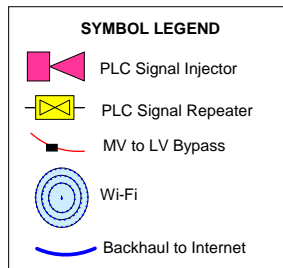 SYMBOL LEGEND
PLC Signal Injector
PLC Signal Repeater
MV to LV Bypass
Wi-Fi
Backhaul to Internet